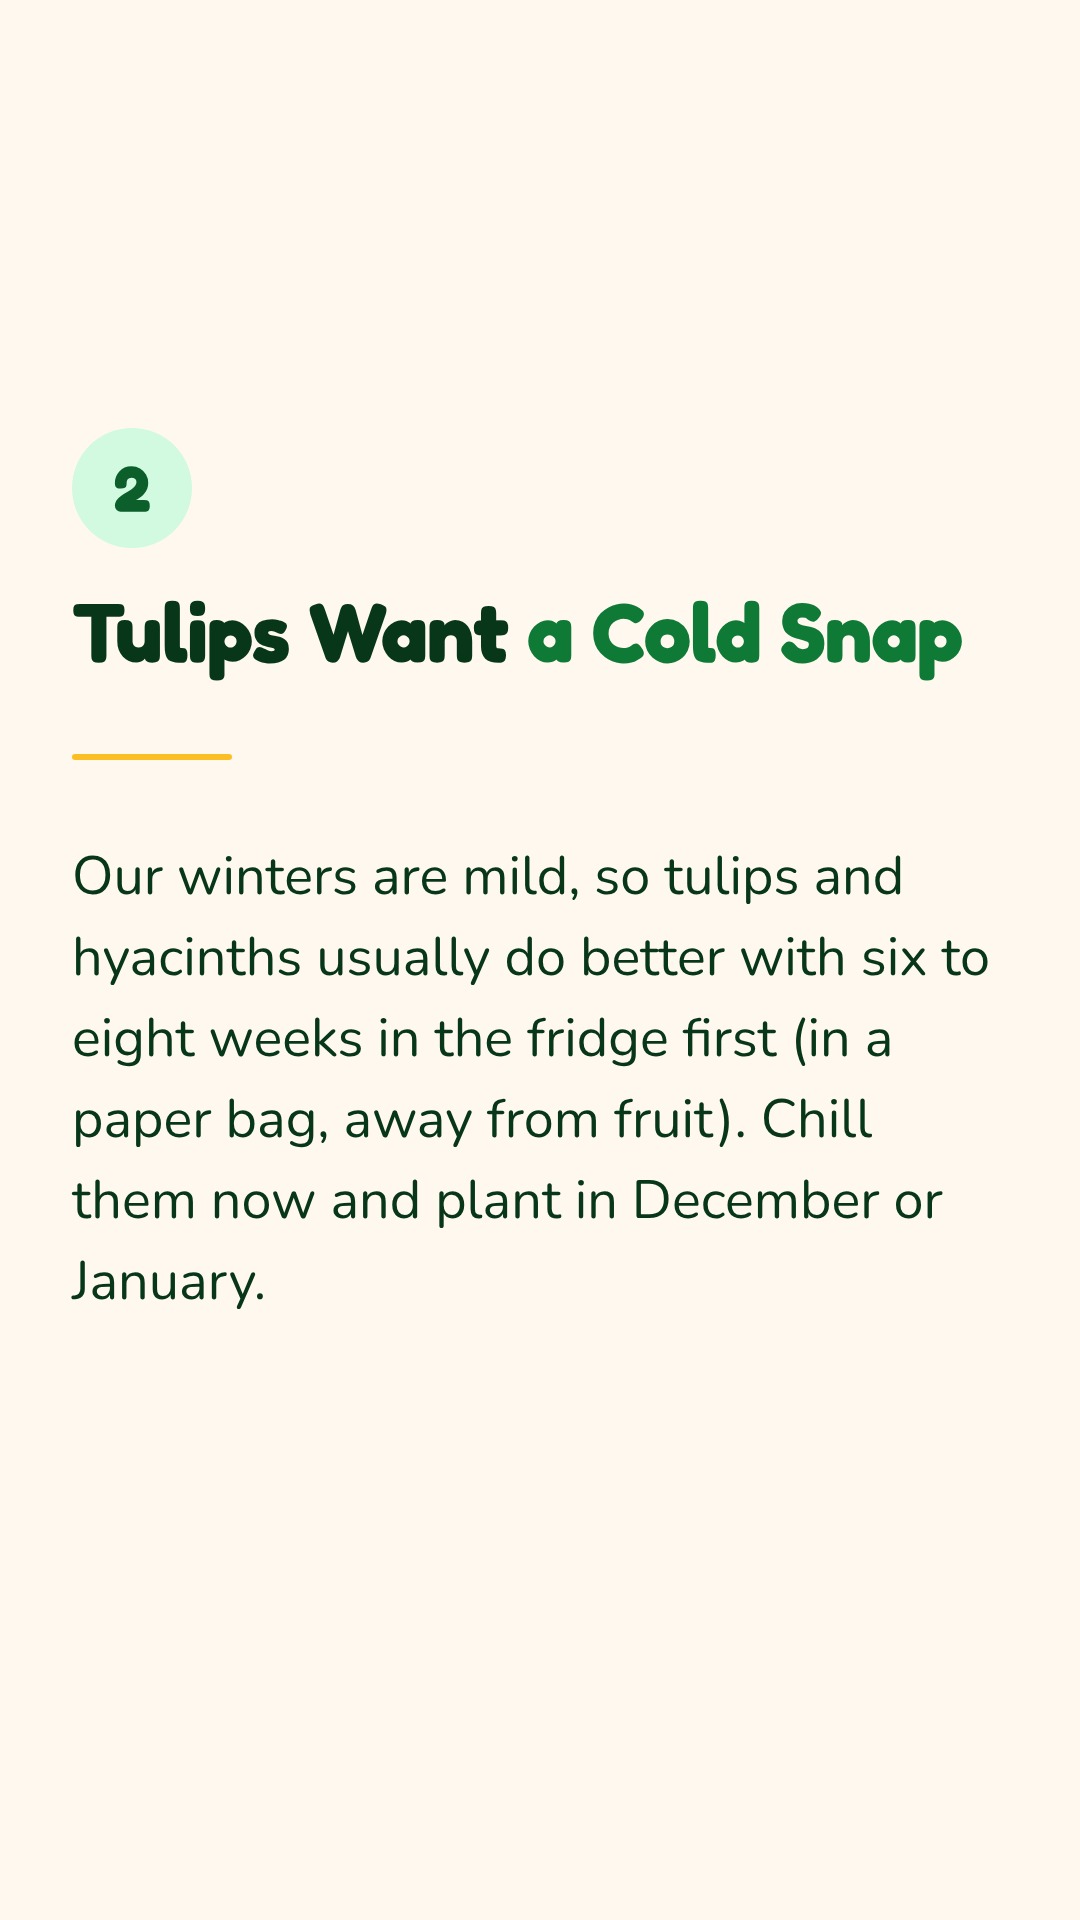 2
Tulips Want a Cold Snap
Our winters are mild, so tulips and
hyacinths usually do better with six to
eight weeks in the fridge first (in a
paper bag, away from fruit). Chill
them now and plant in December or
January.